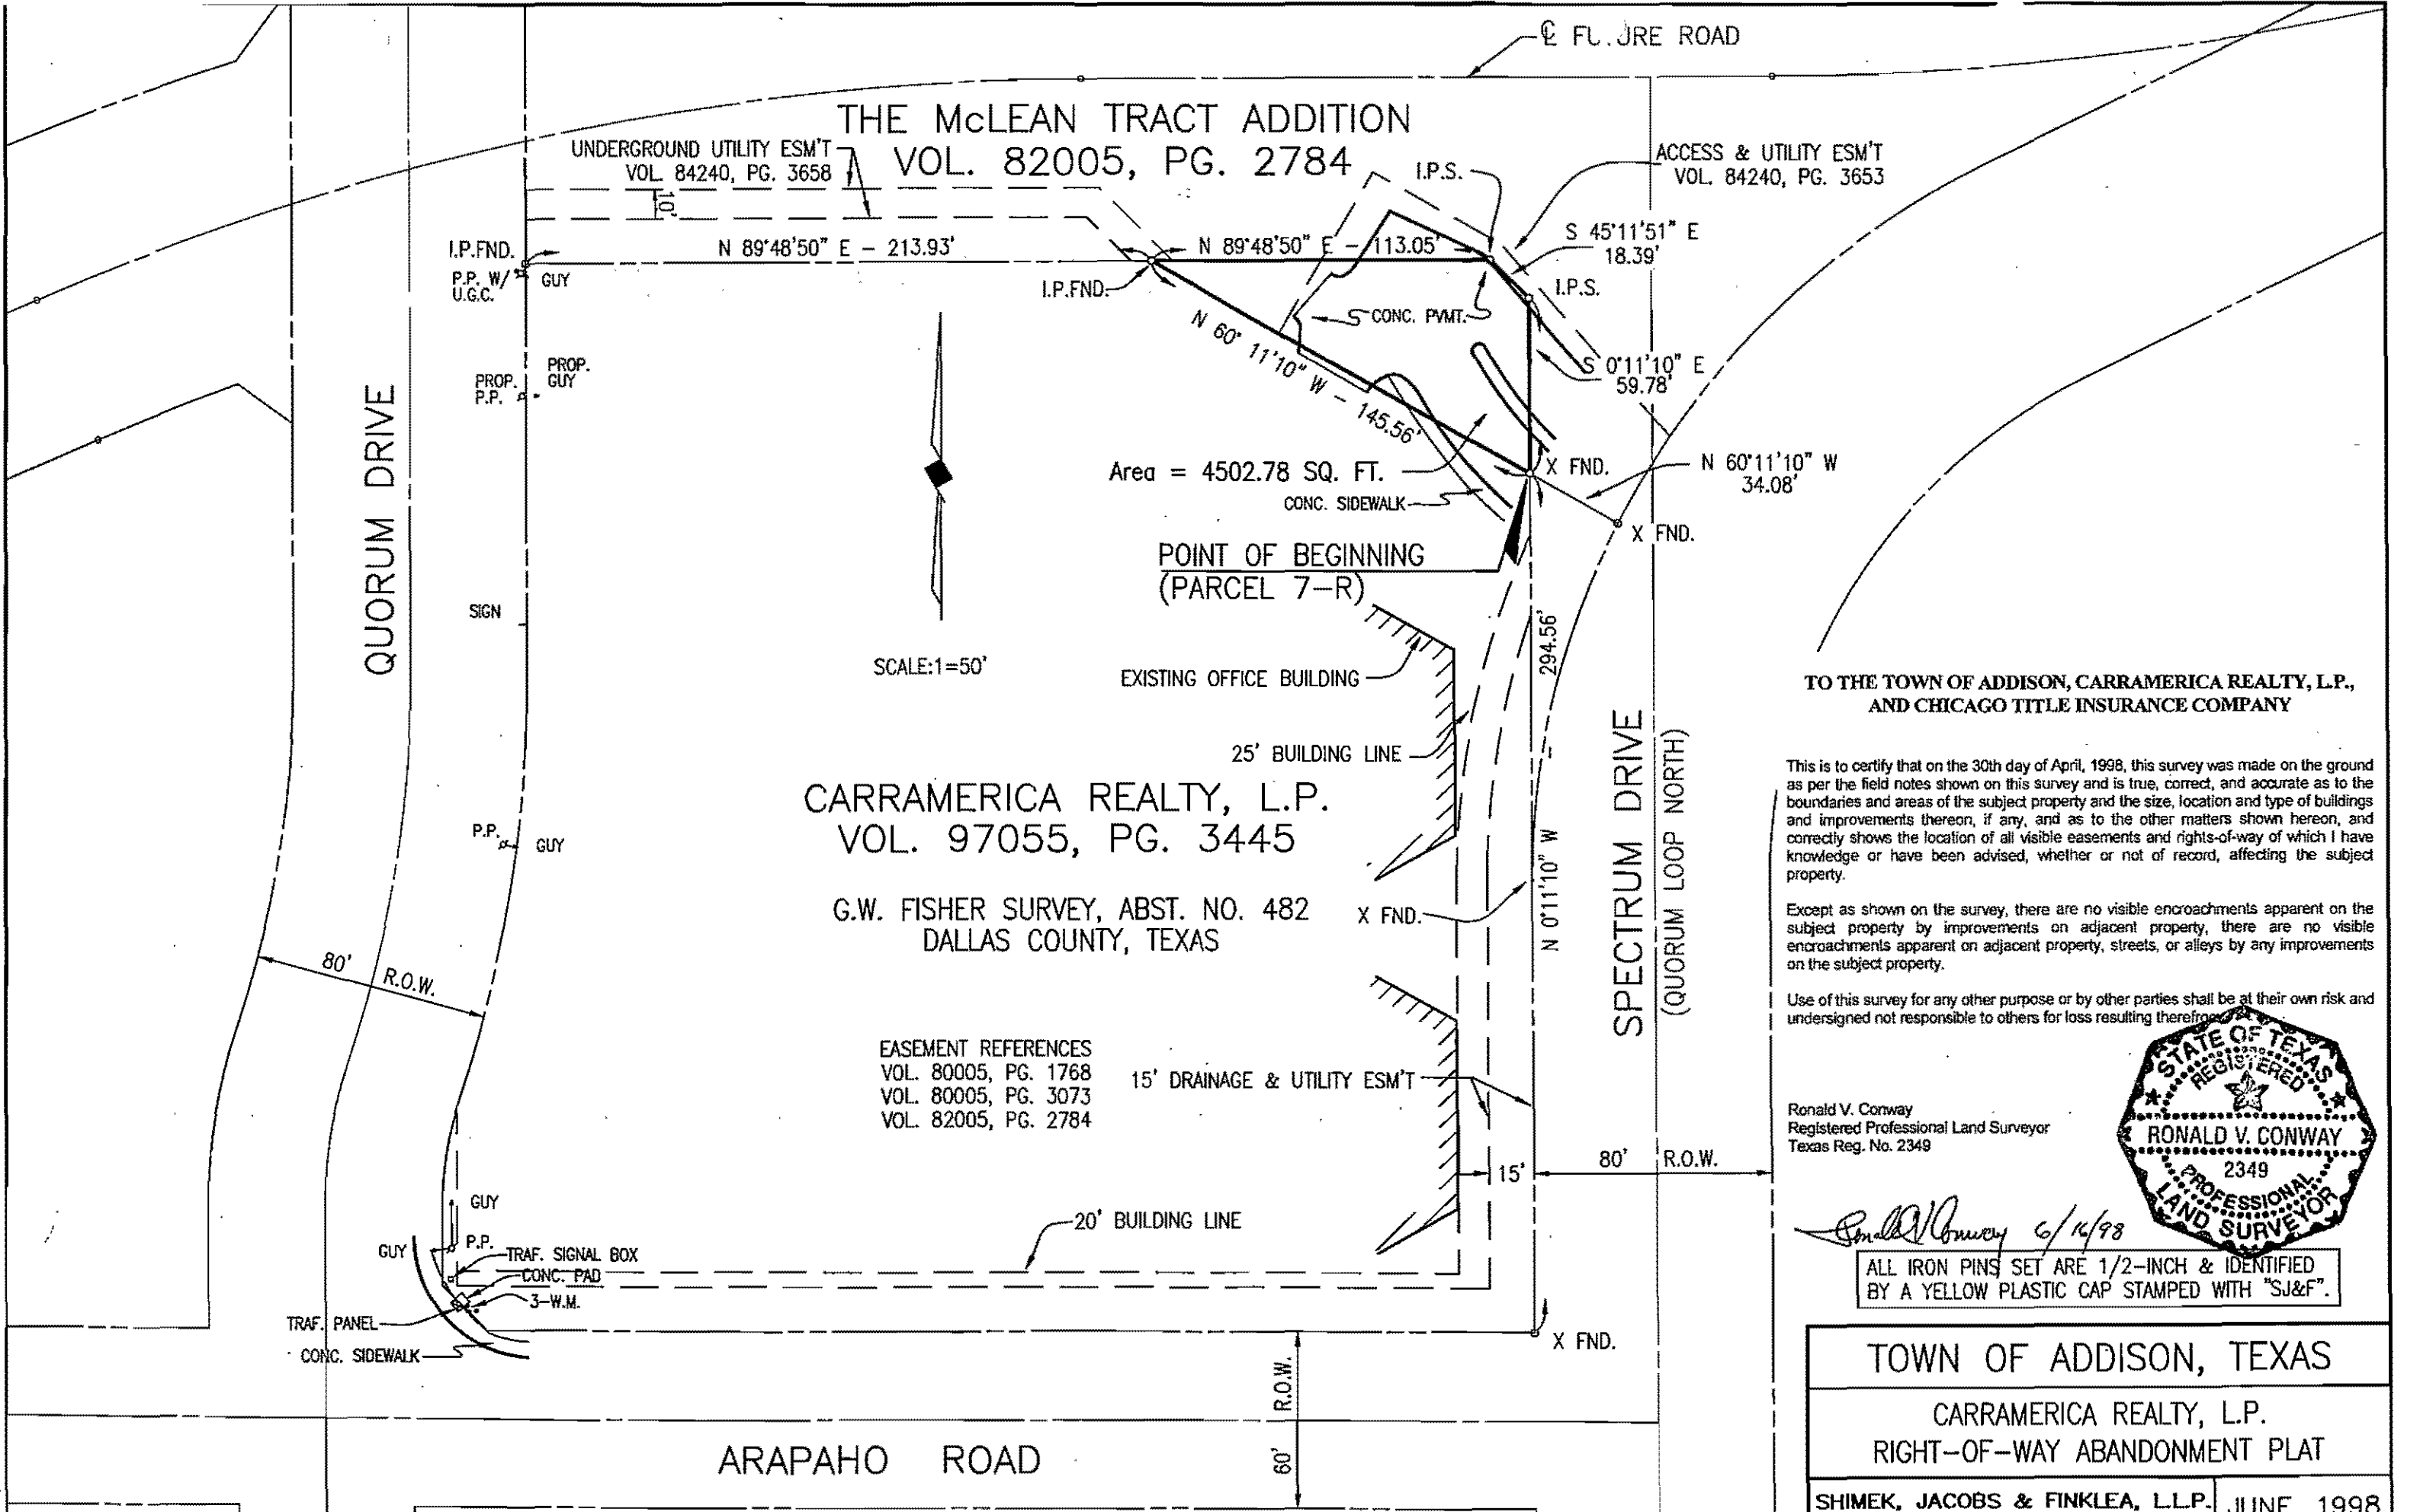 ℄ FU..URE ROAD
THE McLEAN TRACT ADDITION
VOL. 82005, PG. 2784
UNDERGROUND UTILITY ESM'T
VOL. 84240, PG. 3658
10'
I.P.S.
ACCESS & UTILITY ESM'T
VOL. 84240, PG. 3653
I.P.FND.
N 89°48'50" E - 213.93'
N 89°48'50" E - 113.05'
S 45°11'51" E
18.39'
P.P. W/
U.G.C.
GUY
I.P.FND.
I.P.S.
CONC. PVMT.
N 60° 11'10" W - 145.56'
S 0°11'10" E
59.78'
PROP.
P.P.
PROP.
GUY
QUORUM DRIVE
Area = 4502.78 SQ. FT.
X FND.
N 60°11'10" W
34.08'
CONC. SIDEWALK
X FND.
POINT OF BEGINNING
(PARCEL 7-R)
SIGN
SCALE:1=50'
EXISTING OFFICE BUILDING
25' BUILDING LINE
N 0°11'10" W - 294.56'
SPECTRUM DRIVE
(QUORUM LOOP NORTH)
CARRAMERICA REALTY, L.P.
VOL. 97055, PG. 3445
P.P.
GUY
G.W. FISHER SURVEY, ABST. NO. 482
DALLAS COUNTY, TEXAS
X FND.
80' R.O.W.
EASEMENT REFERENCES
VOL. 80005, PG. 1768
VOL. 80005, PG. 3073
VOL. 82005, PG. 2784
15' DRAINAGE & UTILITY ESM'T
15'
80' R.O.W.
GUY
20' BUILDING LINE
GUY
P.P.
TRAF. SIGNAL BOX
CONC. PAD
3-W.M.
TRAF. PANEL
CONC. SIDEWALK
X FND.
60' R.O.W.
ARAPAHO ROAD
TO THE TOWN OF ADDISON, CARRAMERICA REALTY, L.P.,
AND CHICAGO TITLE INSURANCE COMPANY
This is to certify that on the 30th day of April, 1998, this survey was made on the ground
as per the field notes shown on this survey and is true, correct, and accurate as to the
boundaries and areas of the subject property and the size, location and type of buildings
and improvements thereon, if any, and as to the other matters shown hereon, and
correctly shows the location of all visible easements and rights-of-way of which I have
knowledge or have been advised, whether or not of record, affecting the subject
property.
Except as shown on the survey, there are no visible encroachments apparent on the
subject property by improvements on adjacent property, there are no visible
encroachments apparent on adjacent property, streets, or alleys by any improvements
on the subject property.
Use of this survey for any other purpose or by other parties shall be at their own risk and
undersigned not responsible to others for loss resulting therefrom
STATE OF TEXAS
REGISTERED
RONALD V. CONWAY
2349
PROFESSIONAL
LAND SURVEYOR
Ronald V. Conway
Registered Professional Land Surveyor
Texas Reg. No. 2349
Ronald V Conway 6/16/98
ALL IRON PINS SET ARE 1/2-INCH & IDENTIFIED
BY A YELLOW PLASTIC CAP STAMPED WITH "SJ&F".
TOWN OF ADDISON, TEXAS
CARRAMERICA REALTY, L.P.
RIGHT-OF-WAY ABANDONMENT PLAT
SHIMEK, JACOBS & FINKLEA, L.L.P. JUNE 1998